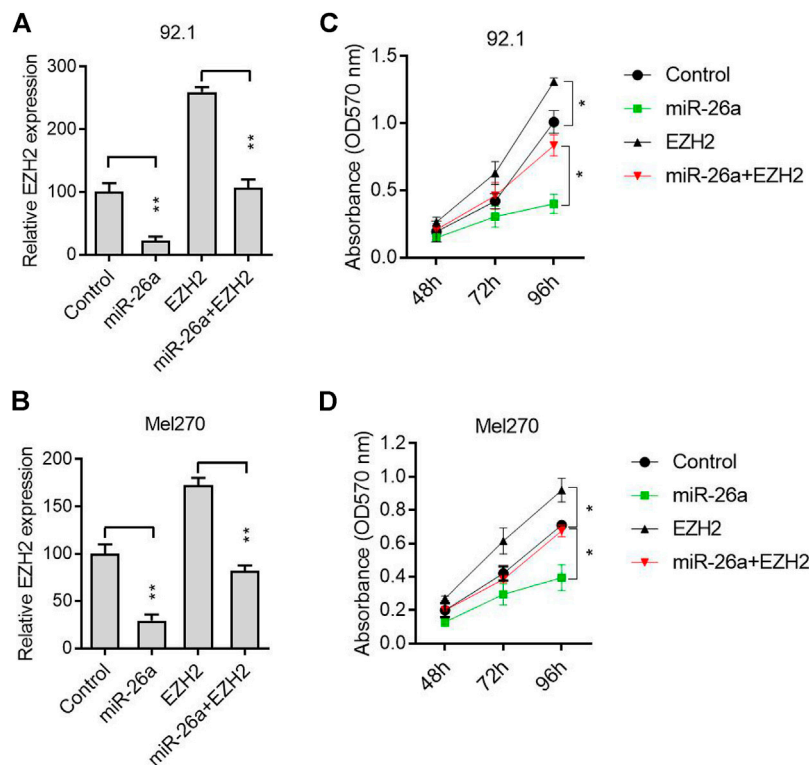 A
92.1
Relative EZH2 expression
300
200
100
0
**
**
Control
miR-26a
EZH2
miR-26a+EZH2
C
92.1
Absorbance (OD570 nm)
1.5
1.0
0.5
0.0
*
*
48h
72h
96h
Control
miR-26a
EZH2
miR-26a+EZH2
B
Mel270
Relative EZH2 expression
200
150
100
50
0
**
**
Control
miR-26a
EZH2
miR-26a+EZH2
D
Mel270
Absorbance (OD570 nm)
1.2
1.0
0.8
0.6
0.4
0.2
0.0
*
*
48h
72h
96h
Control
miR-26a
EZH2
miR-26a+EZH2